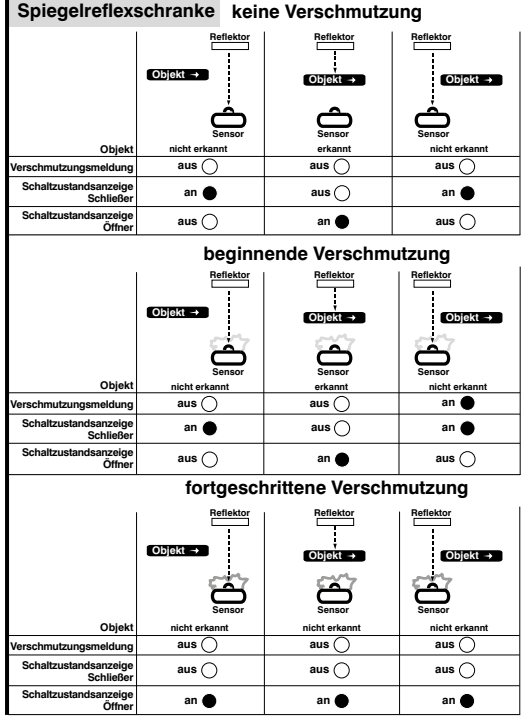 Spiegelreflexschranke keine Verschmutzung
Reflektor Reflektor Reflektor
Objekt → Objekt → Objekt →
Sensor Sensor Sensor
Objekt nicht erkannt erkannt nicht erkannt
Verschmutzungsmeldung aus aus aus
Schaltzustandsanzeige
Schließer an aus an
Schaltzustandsanzeige
Öffner aus an aus
beginnende Verschmutzung
Reflektor Reflektor Reflektor
Objekt → Objekt → Objekt →
Sensor Sensor Sensor
Objekt nicht erkannt erkannt nicht erkannt
Verschmutzungsmeldung aus aus an
Schaltzustandsanzeige
Schließer an aus an
Schaltzustandsanzeige
Öffner aus an aus
fortgeschrittene Verschmutzung
Reflektor Reflektor Reflektor
Objekt → Objekt → Objekt →
Sensor Sensor Sensor
Objekt nicht erkannt nicht erkannt nicht erkannt
Verschmutzungsmeldung aus aus aus
Schaltzustandsanzeige
Schließer aus aus aus
Schaltzustandsanzeige
Öffner an an an